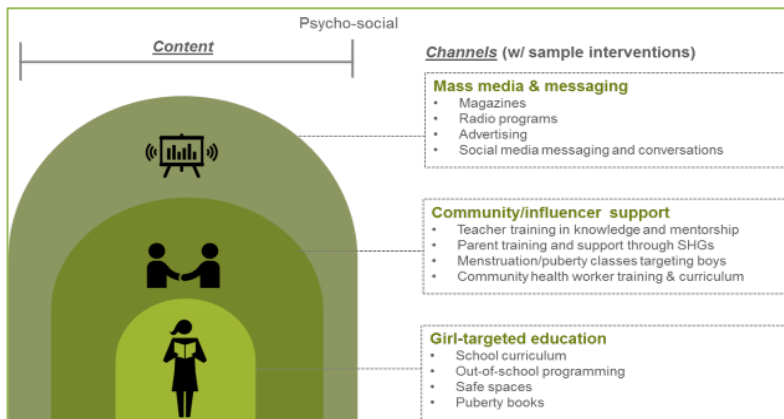 Psycho-social
Content
Channels (w/ sample interventions)
Mass media & messaging
• Magazines
• Radio programs
• Advertising
• Social media messaging and conversations
Community/influencer support
• Teacher training in knowledge and mentorship
• Parent training and support through SHGs
• Menstruation/puberty classes targeting boys
• Community health worker training & curriculum
Girl-targeted education
• School curriculum
• Out-of-school programming
• Safe spaces
• Puberty books